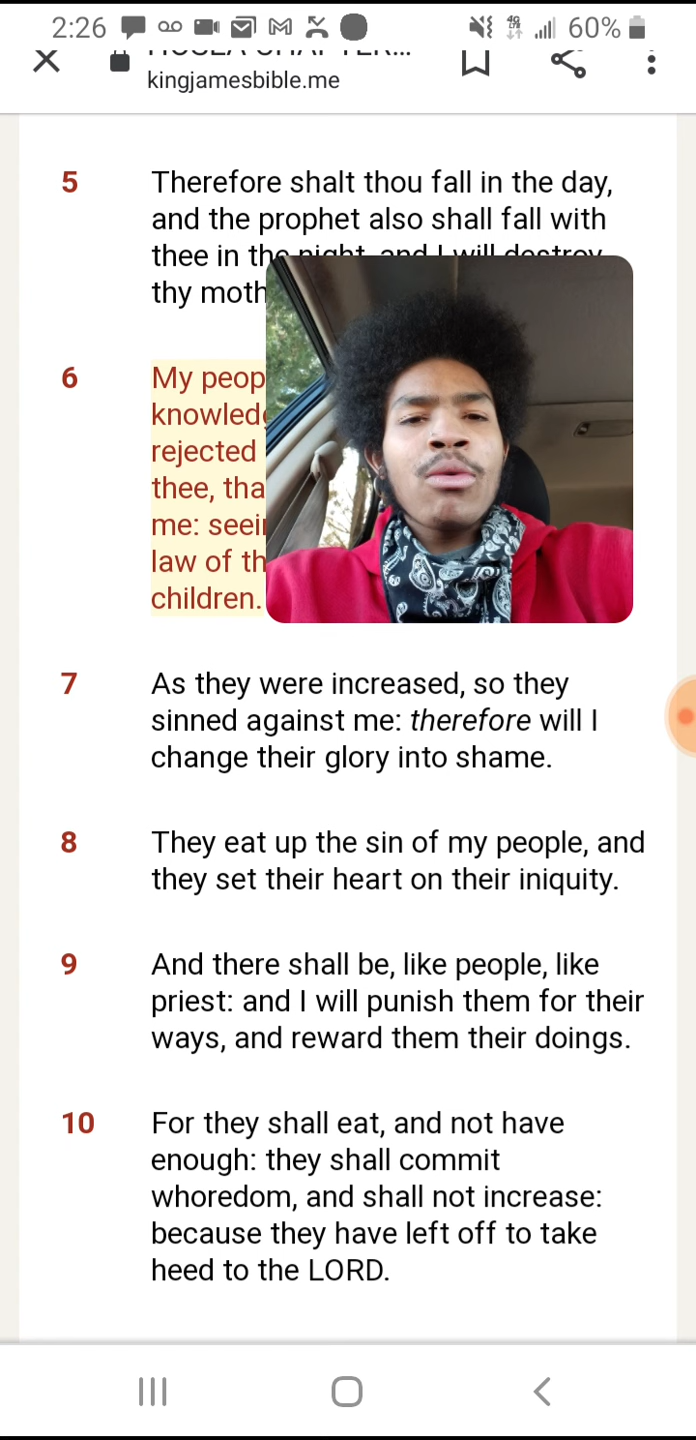 2:26 60%
kingjamesbible.me
5 Therefore shalt thou fall in the day,
and the prophet also shall fall with
thee in the night, and I will destroy
thy moth
6 My peop
knowled
rejected
thee, tha
me: seei
law of th
children.
7 As they were increased, so they
sinned against me: therefore will I
change their glory into shame.
8 They eat up the sin of my people, and
they set their heart on their iniquity.
9 And there shall be, like people, like
priest: and I will punish them for their
ways, and reward them their doings.
10 For they shall eat, and not have
enough: they shall commit
whoredom, and shall not increase:
because they have left off to take
heed to the LORD.